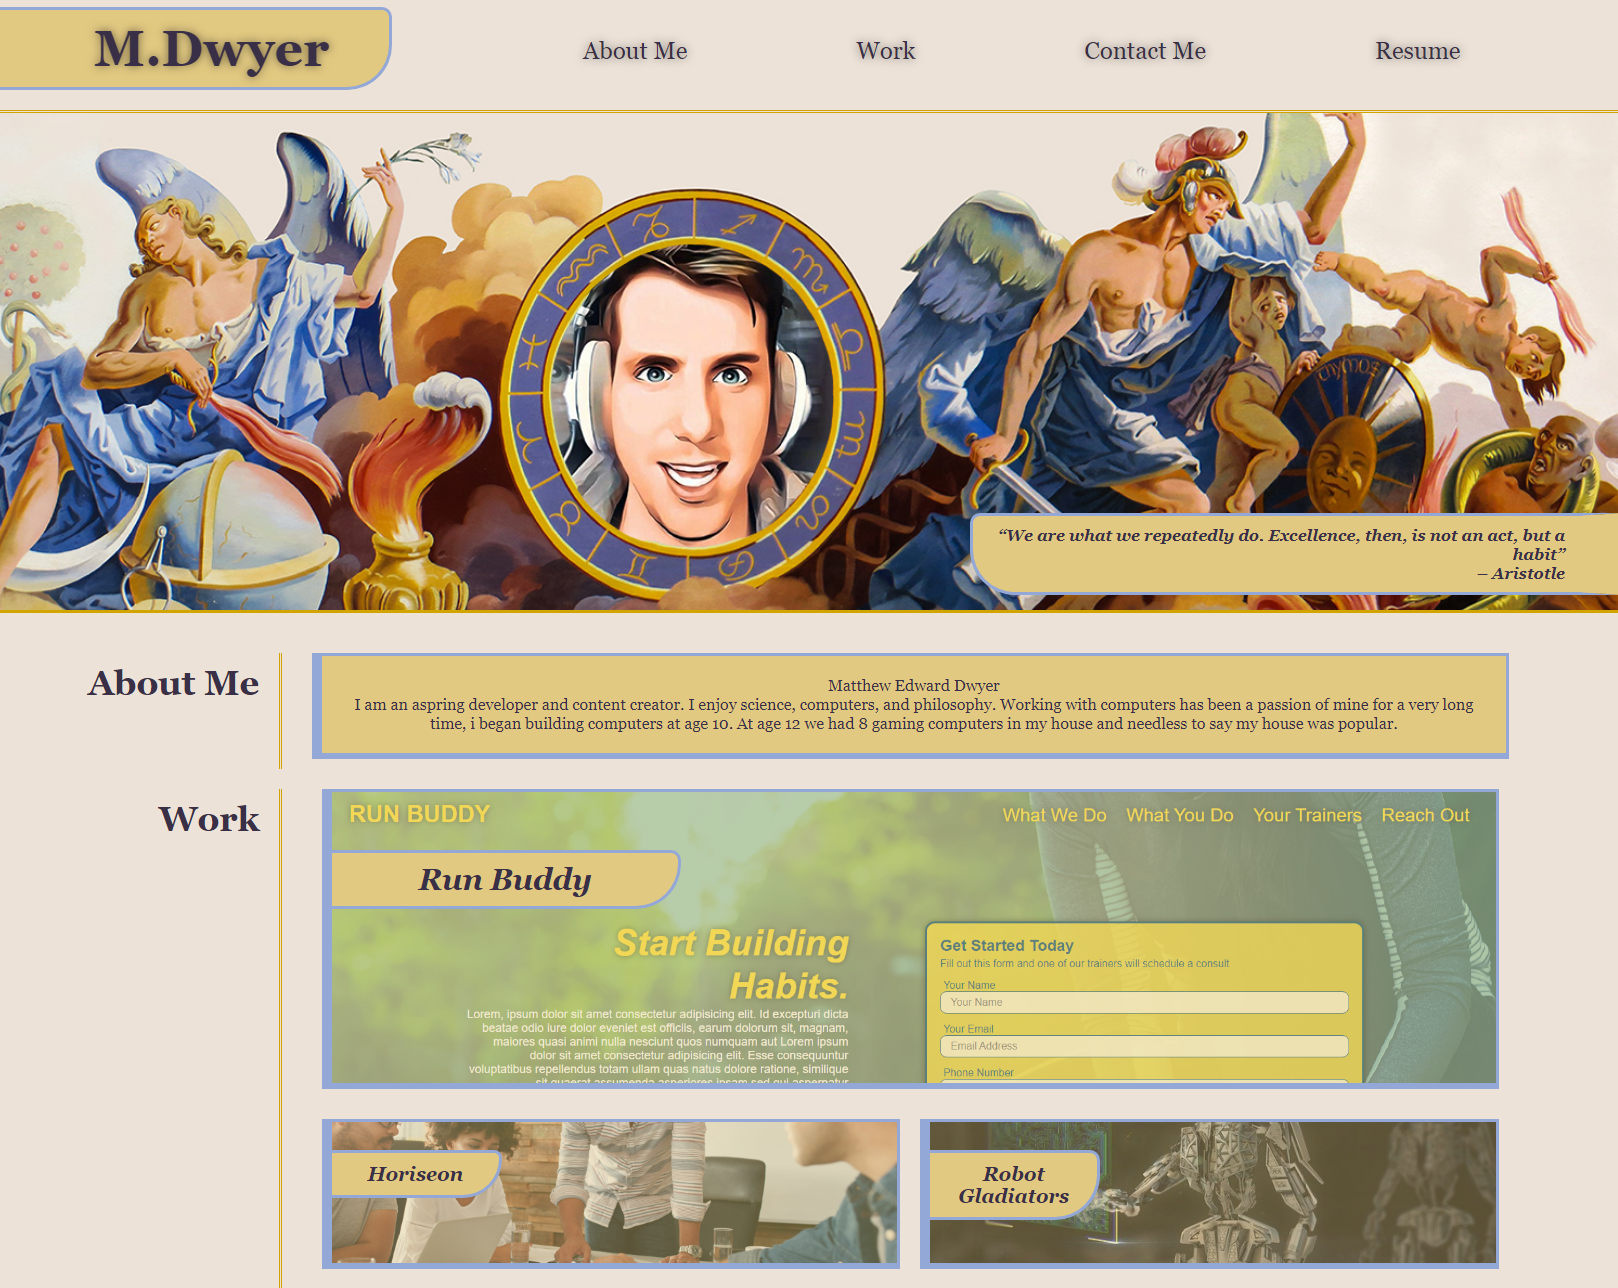 M.Dwyer
About Me
Work
Contact Me
Resume
“We are what we repeatedly do. Excellence, then, is not an act, but a
habit”
– Aristotle
About Me
Matthew Edward Dwyer
I am an aspring developer and content creator. I enjoy science, computers, and philosophy. Working with computers has been a passion of mine for a very long
time, i began building computers at age 10. At age 12 we had 8 gaming computers in my house and needless to say my house was popular.
Work
RUN BUDDY
What We Do
What You Do
Your Trainers
Reach Out
Run Buddy
Start Building
Habits.
Lorem, ipsum dolor sit amet consectetur adipisicing elit. Id excepturi dicta
beatae odio iure dolor eveniet est officiis, earum dolorum sit, magnam,
maiores quasi animi nulla nesciunt quos numquam aut Lorem ipsum
dolor sit amet consectetur adipisicing elit. Esse consequuntur
voluptatibus repellendus totam ullam quas natus dolore ratione, similique
sit quaerat assumenda asperiores ipsam sed qui aspernatur
Get Started Today
Fill out this form and one of our trainers will schedule a consult
Your Name
Your Name
Your Email
Email Address
Phone Number
Horiseon
Robot
Gladiators